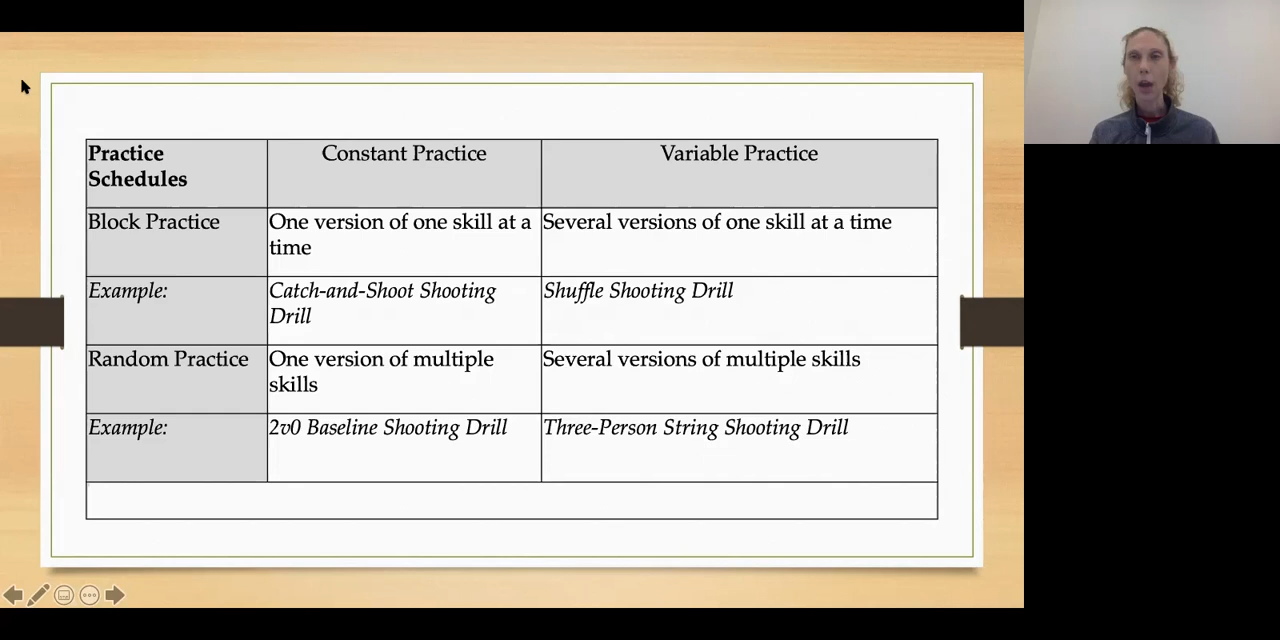 Practice
Schedules
Constant Practice
Variable Practice
Block Practice
One version of one skill at a
time
Several versions of one skill at a time
Example:
Catch-and-Shoot Shooting
Drill
Shuffle Shooting Drill
Random Practice
One version of multiple
skills
Several versions of multiple skills
Example:
2v0 Baseline Shooting Drill
Three-Person String Shooting Drill